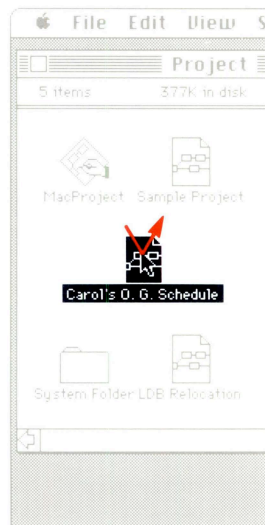 File Edit View S
Project
5 items 377K in disk
MacProject Sample Project
Carol's O. G. Schedule
System Folder LDB Relocation